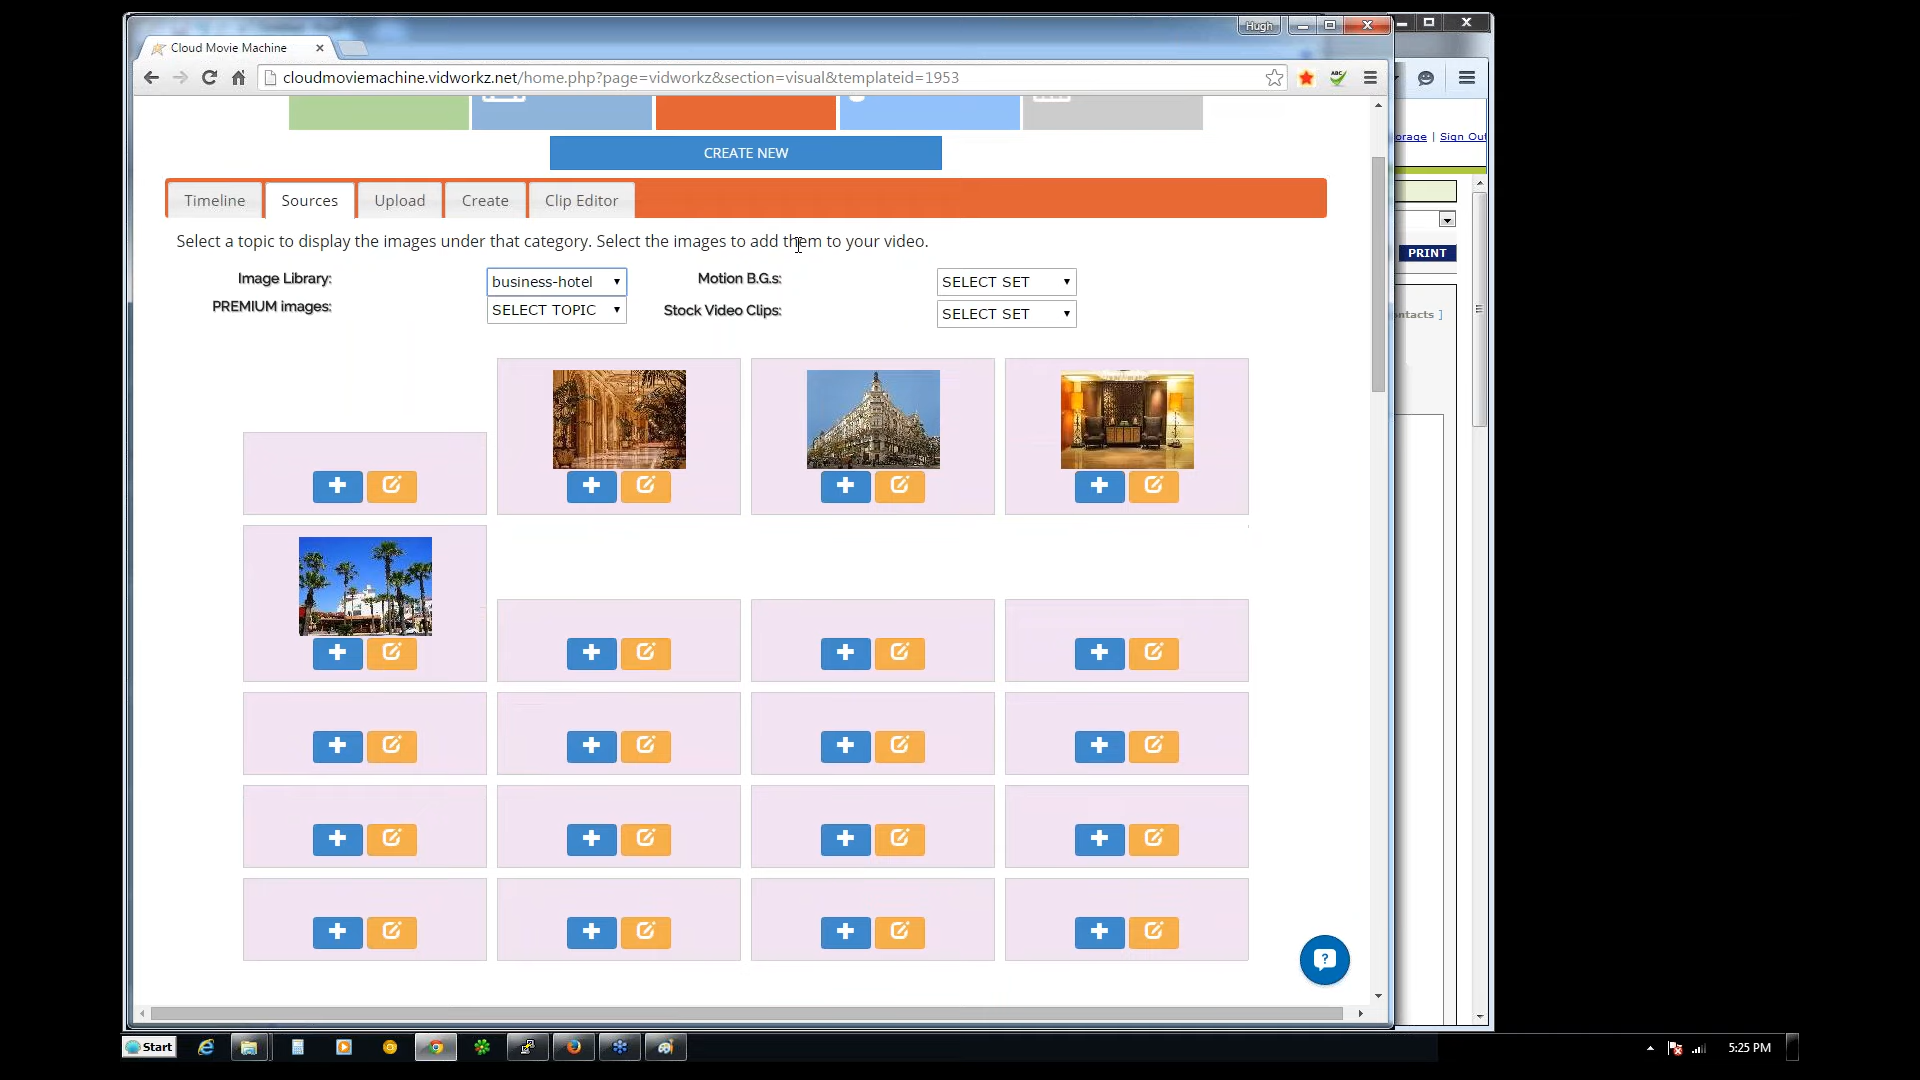 Hugh
Cloud Movie Machine
cloudmoviemachine.vidworkz.net/home.php?page=vidworkz&section=visual&templateid=1953
ABC
orage | Sign Out
CREATE NEW
Timeline
Sources
Upload
Create
Clip Editor
PRINT
Select a topic to display the images under that category. Select the images to add them to your video.
Image Library:
business-hotel
Motion B.G.s:
SELECT SET
PREMIUM images:
SELECT TOPIC
Stock Video Clips:
SELECT SET
ntacts ]
Start
5:25 PM